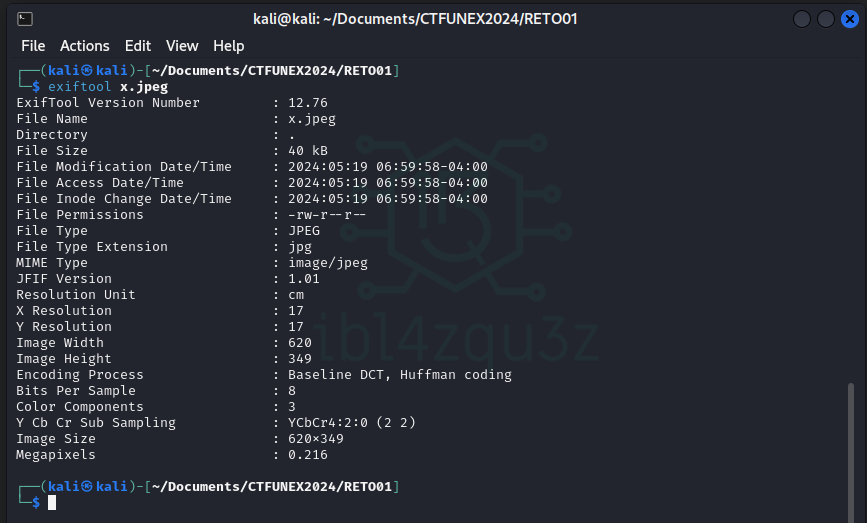 kali@kali: ~/Documents/CTFUNEX2024/RETO01
File Actions Edit View Help
┌──(kali㉿kali)-[~/Documents/CTFUNEX2024/RETO01]
└─$ exiftool x.jpeg
ExifTool Version Number : 12.76
File Name : x.jpeg
Directory : .
File Size : 40 kB
File Modification Date/Time : 2024:05:19 06:59:58-04:00
File Access Date/Time : 2024:05:19 06:59:58-04:00
File Inode Change Date/Time : 2024:05:19 06:59:58-04:00
File Permissions : -rw-r--r--
File Type : JPEG
File Type Extension : jpg
MIME Type : image/jpeg
JFIF Version : 1.01
Resolution Unit : cm
X Resolution : 17
Y Resolution : 17
Image Width : 620
Image Height : 349
Encoding Process : Baseline DCT, Huffman coding
Bits Per Sample : 8
Color Components : 3
Y Cb Cr Sub Sampling : YCbCr4:2:0 (2 2)
Image Size : 620×349
Megapixels : 0.216
┌──(kali㉿kali)-[~/Documents/CTFUNEX2024/RETO01]
└─$
ibl4zqu3z